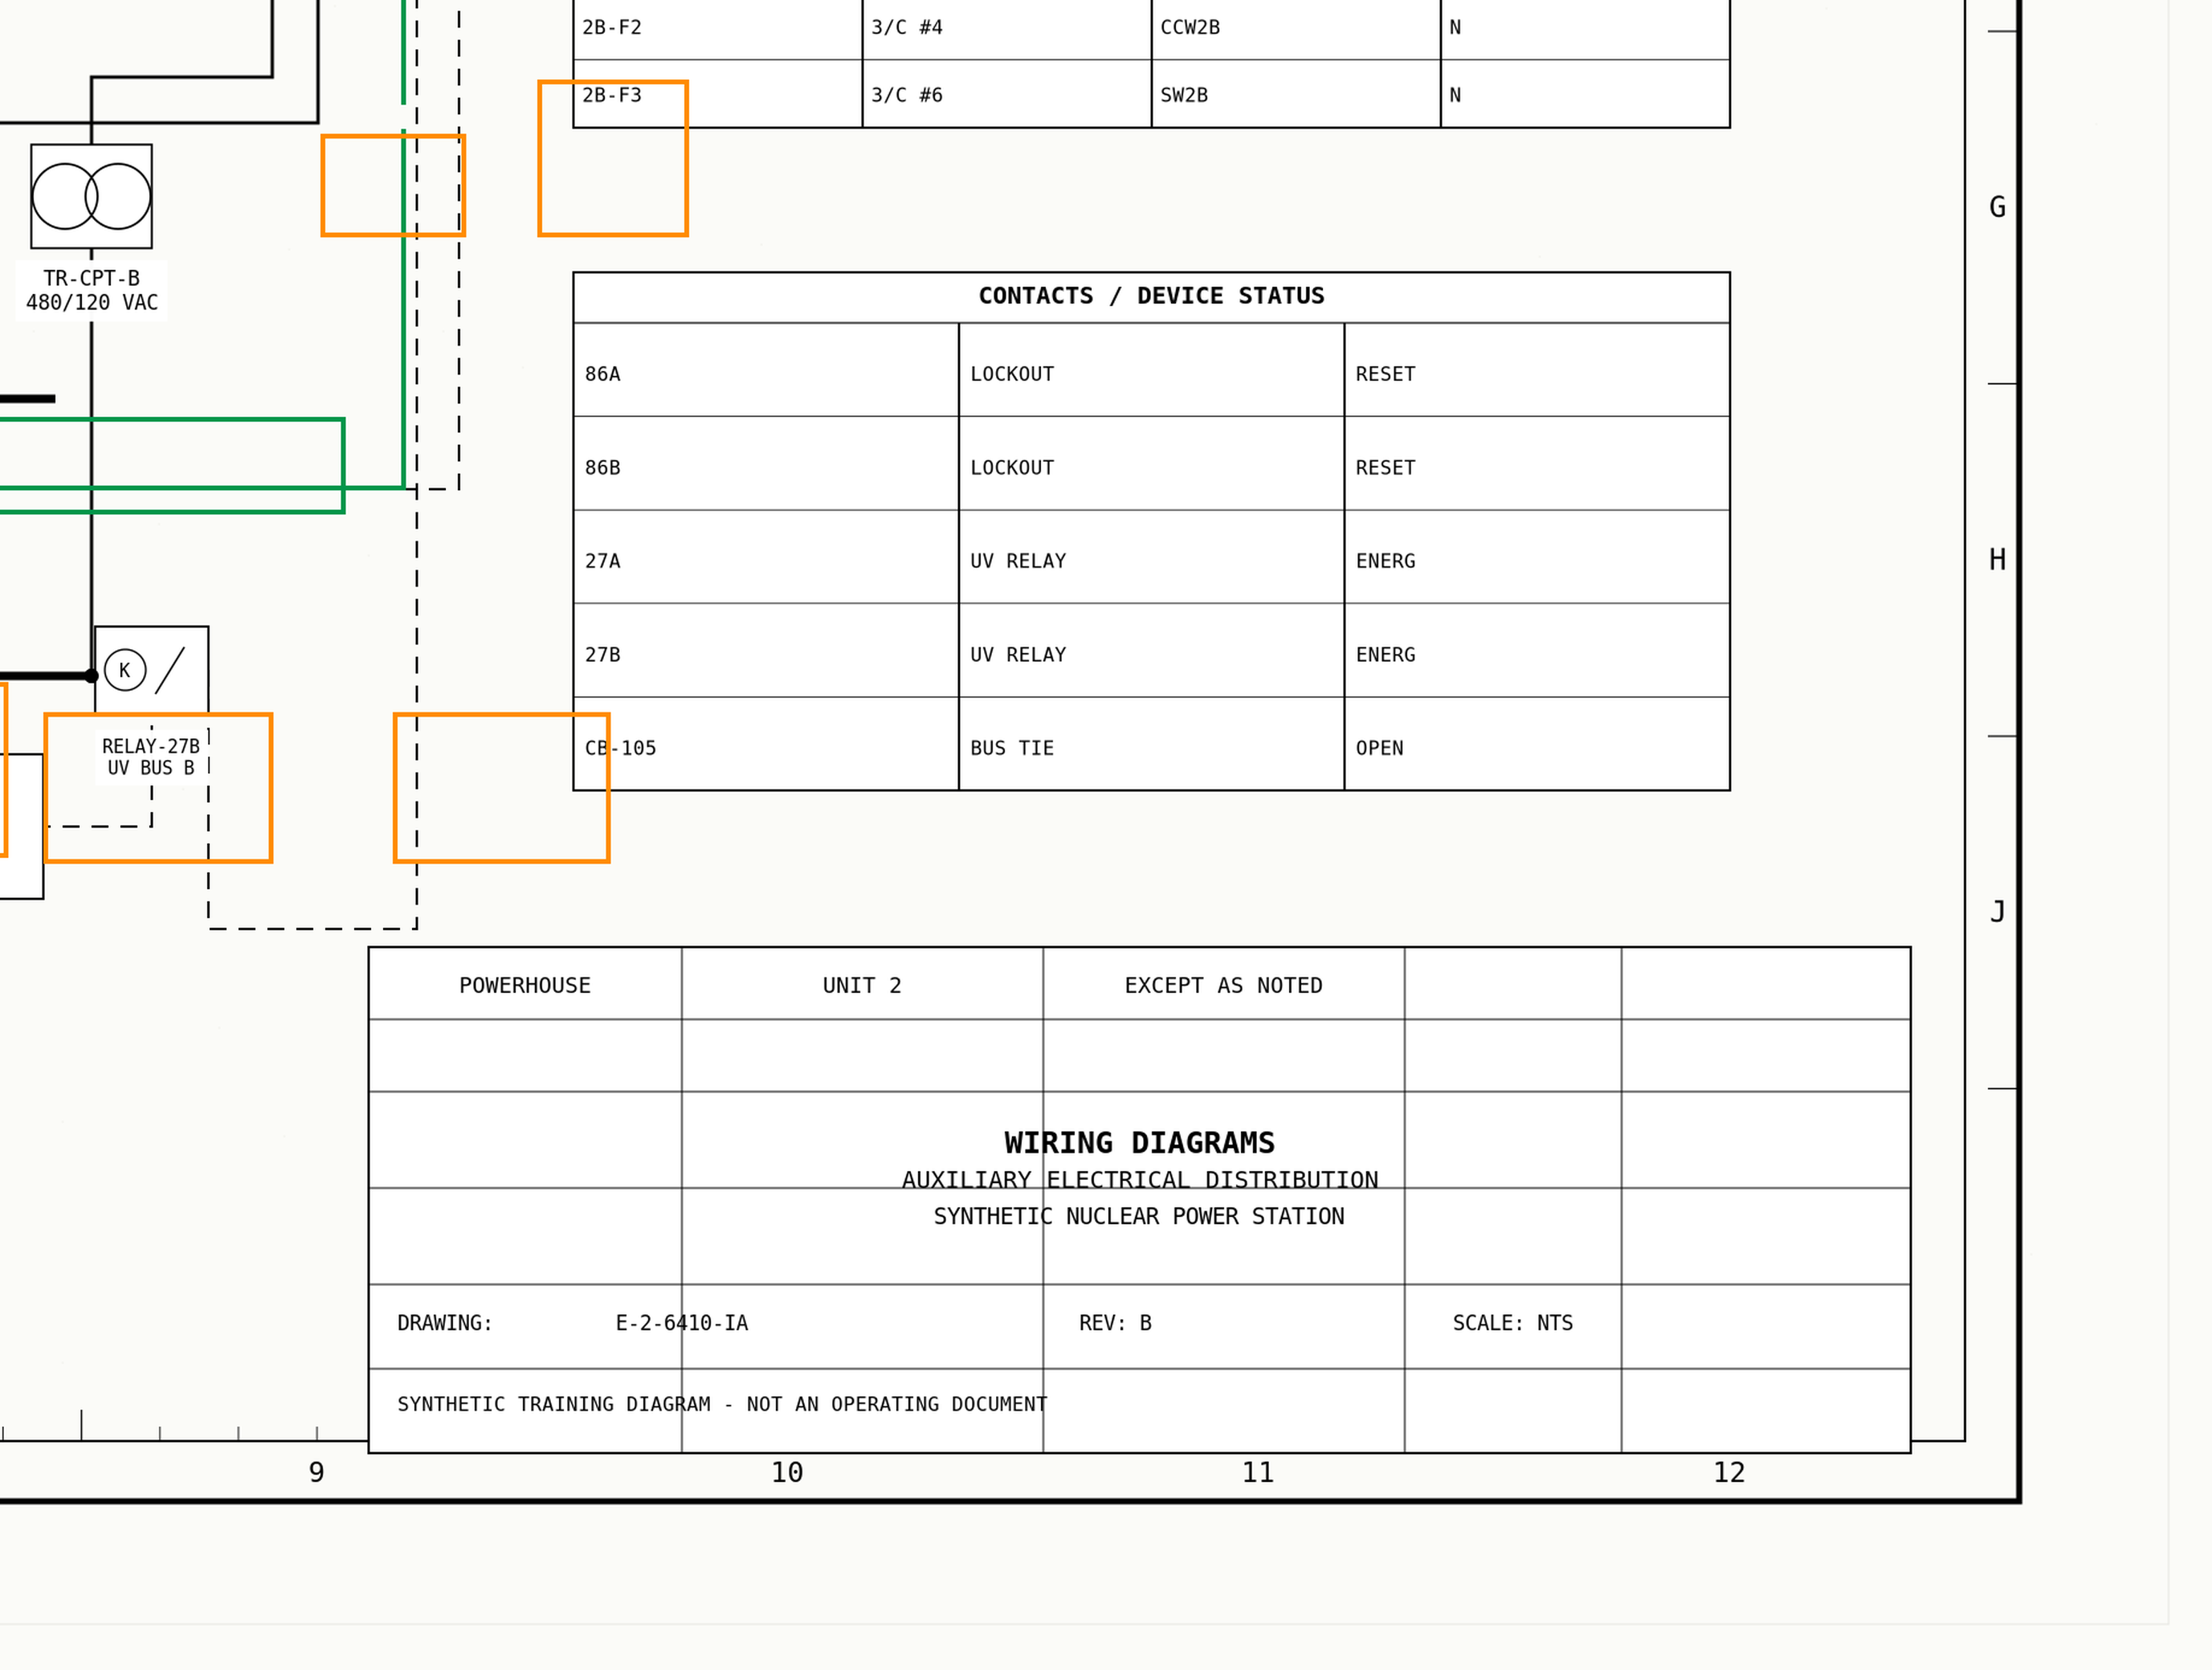 2B-F2 3/C #4 CCW2B N
2B-F3 3/C #6 SW2B N
G
TR-CPT-B
480/120 VAC
CONTACTS / DEVICE STATUS
86A LOCKOUT RESET
86B LOCKOUT RESET
27A UV RELAY ENERG
H
27B UV RELAY ENERG
K
RELAY-27B
UV BUS B
CB-105 BUS TIE OPEN
J
POWERHOUSE UNIT 2 EXCEPT AS NOTED
WIRING DIAGRAMS
AUXILIARY ELECTRICAL DISTRIBUTION
SYNTHETIC NUCLEAR POWER STATION
DRAWING: E-2-6410-IA REV: B SCALE: NTS
SYNTHETIC TRAINING DIAGRAM - NOT AN OPERATING DOCUMENT
9 10 11 12